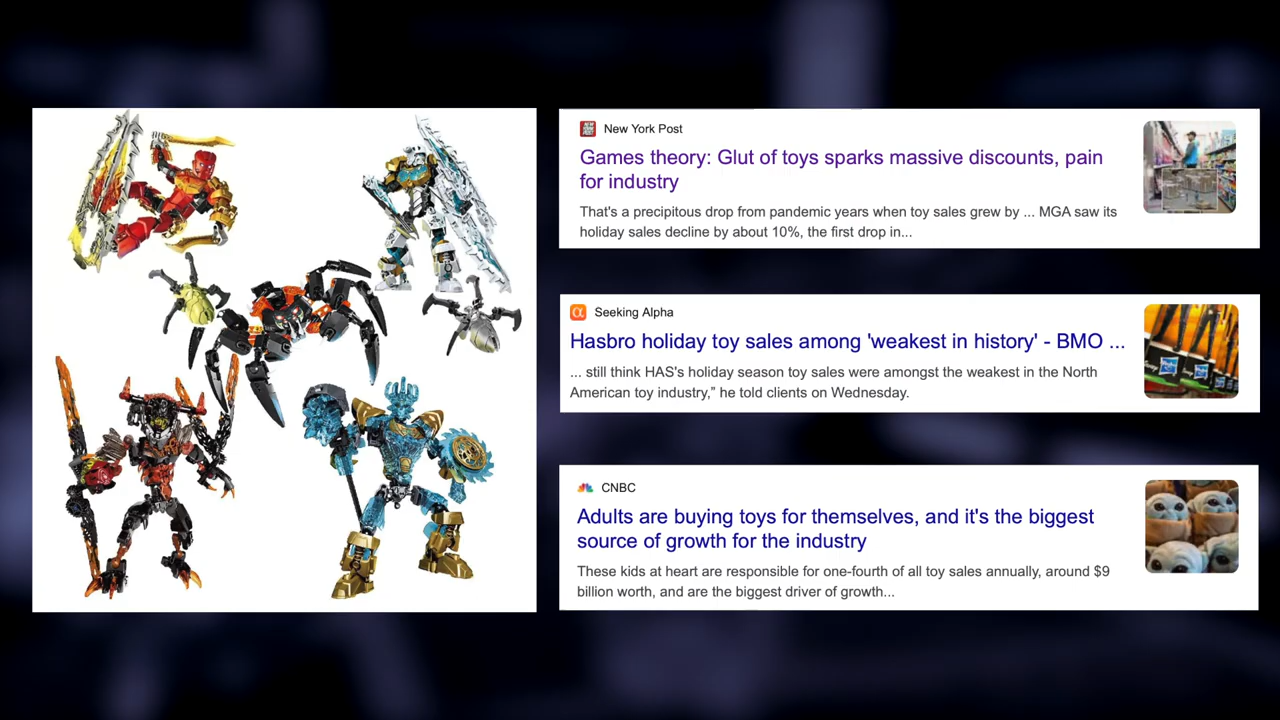 New York Post
Games theory: Glut of toys sparks massive discounts, pain
for industry
That's a precipitous drop from pandemic years when toy sales grew by ... MGA saw its
holiday sales decline by about 10%, the first drop in...
Seeking Alpha
Hasbro holiday toy sales among 'weakest in history' - BMO ...
... still think HAS's holiday season toy sales were amongst the weakest in the North
American toy industry,” he told clients on Wednesday.
CNBC
Adults are buying toys for themselves, and it's the biggest
source of growth for the industry
These kids at heart are responsible for one-fourth of all toy sales annually, around $9
billion worth, and are the biggest driver of growth...